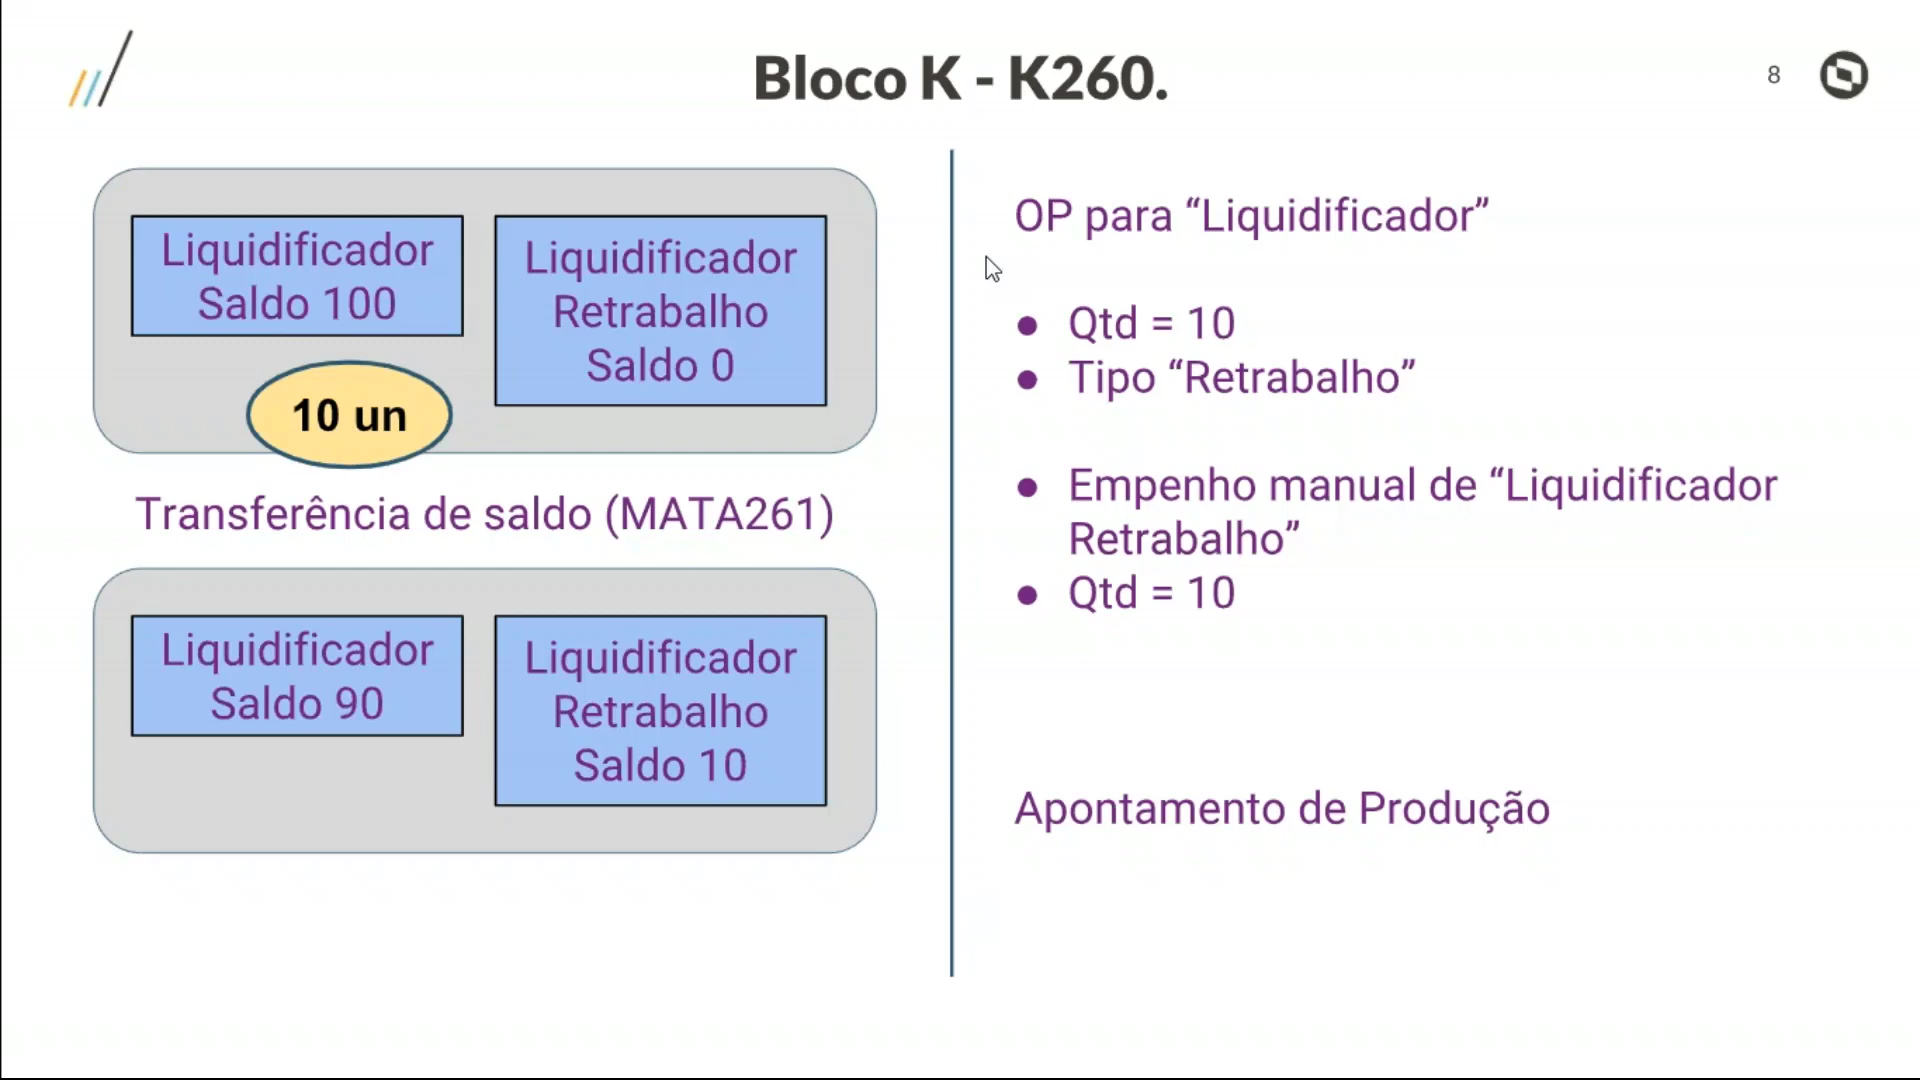 Bloco K - K260.
8
Liquidificador
Saldo 100
Liquidificador
Retrabalho
Saldo 0
10 un
Transferência de saldo (MATA261)
Liquidificador
Saldo 90
Liquidificador
Retrabalho
Saldo 10
OP para “Liquidificador”
● Qtd = 10
● Tipo “Retrabalho”
● Empenho manual de “Liquidificador
Retrabalho”
● Qtd = 10
Apontamento de Produção